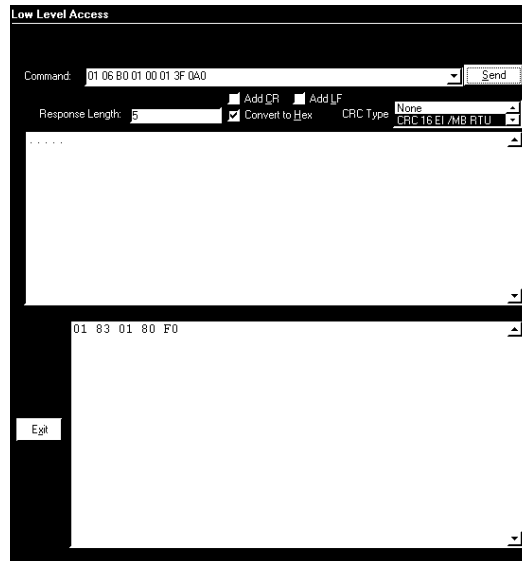 Low Level Access
Command: 01 06 B0 01 00 01 3F 0A0 Send
Add CR Add LF
Response Length: 5 Convert to Hex CRC Type None
CRC 16 EI /MB RTU
. . . . .
01 83 01 80 F0
Exit